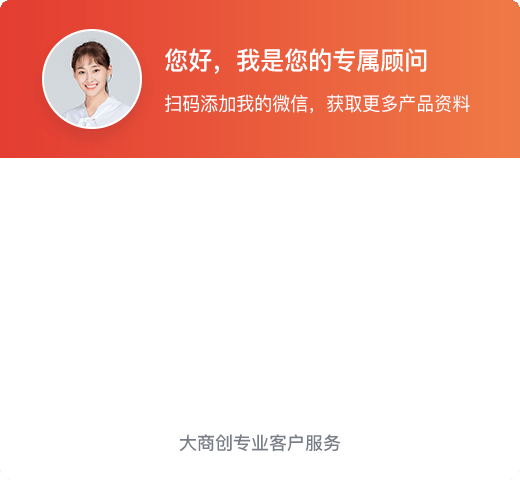 您好，我是您的专属顾问
扫码添加我的微信，获取更多产品资料
大商创专业客户服务